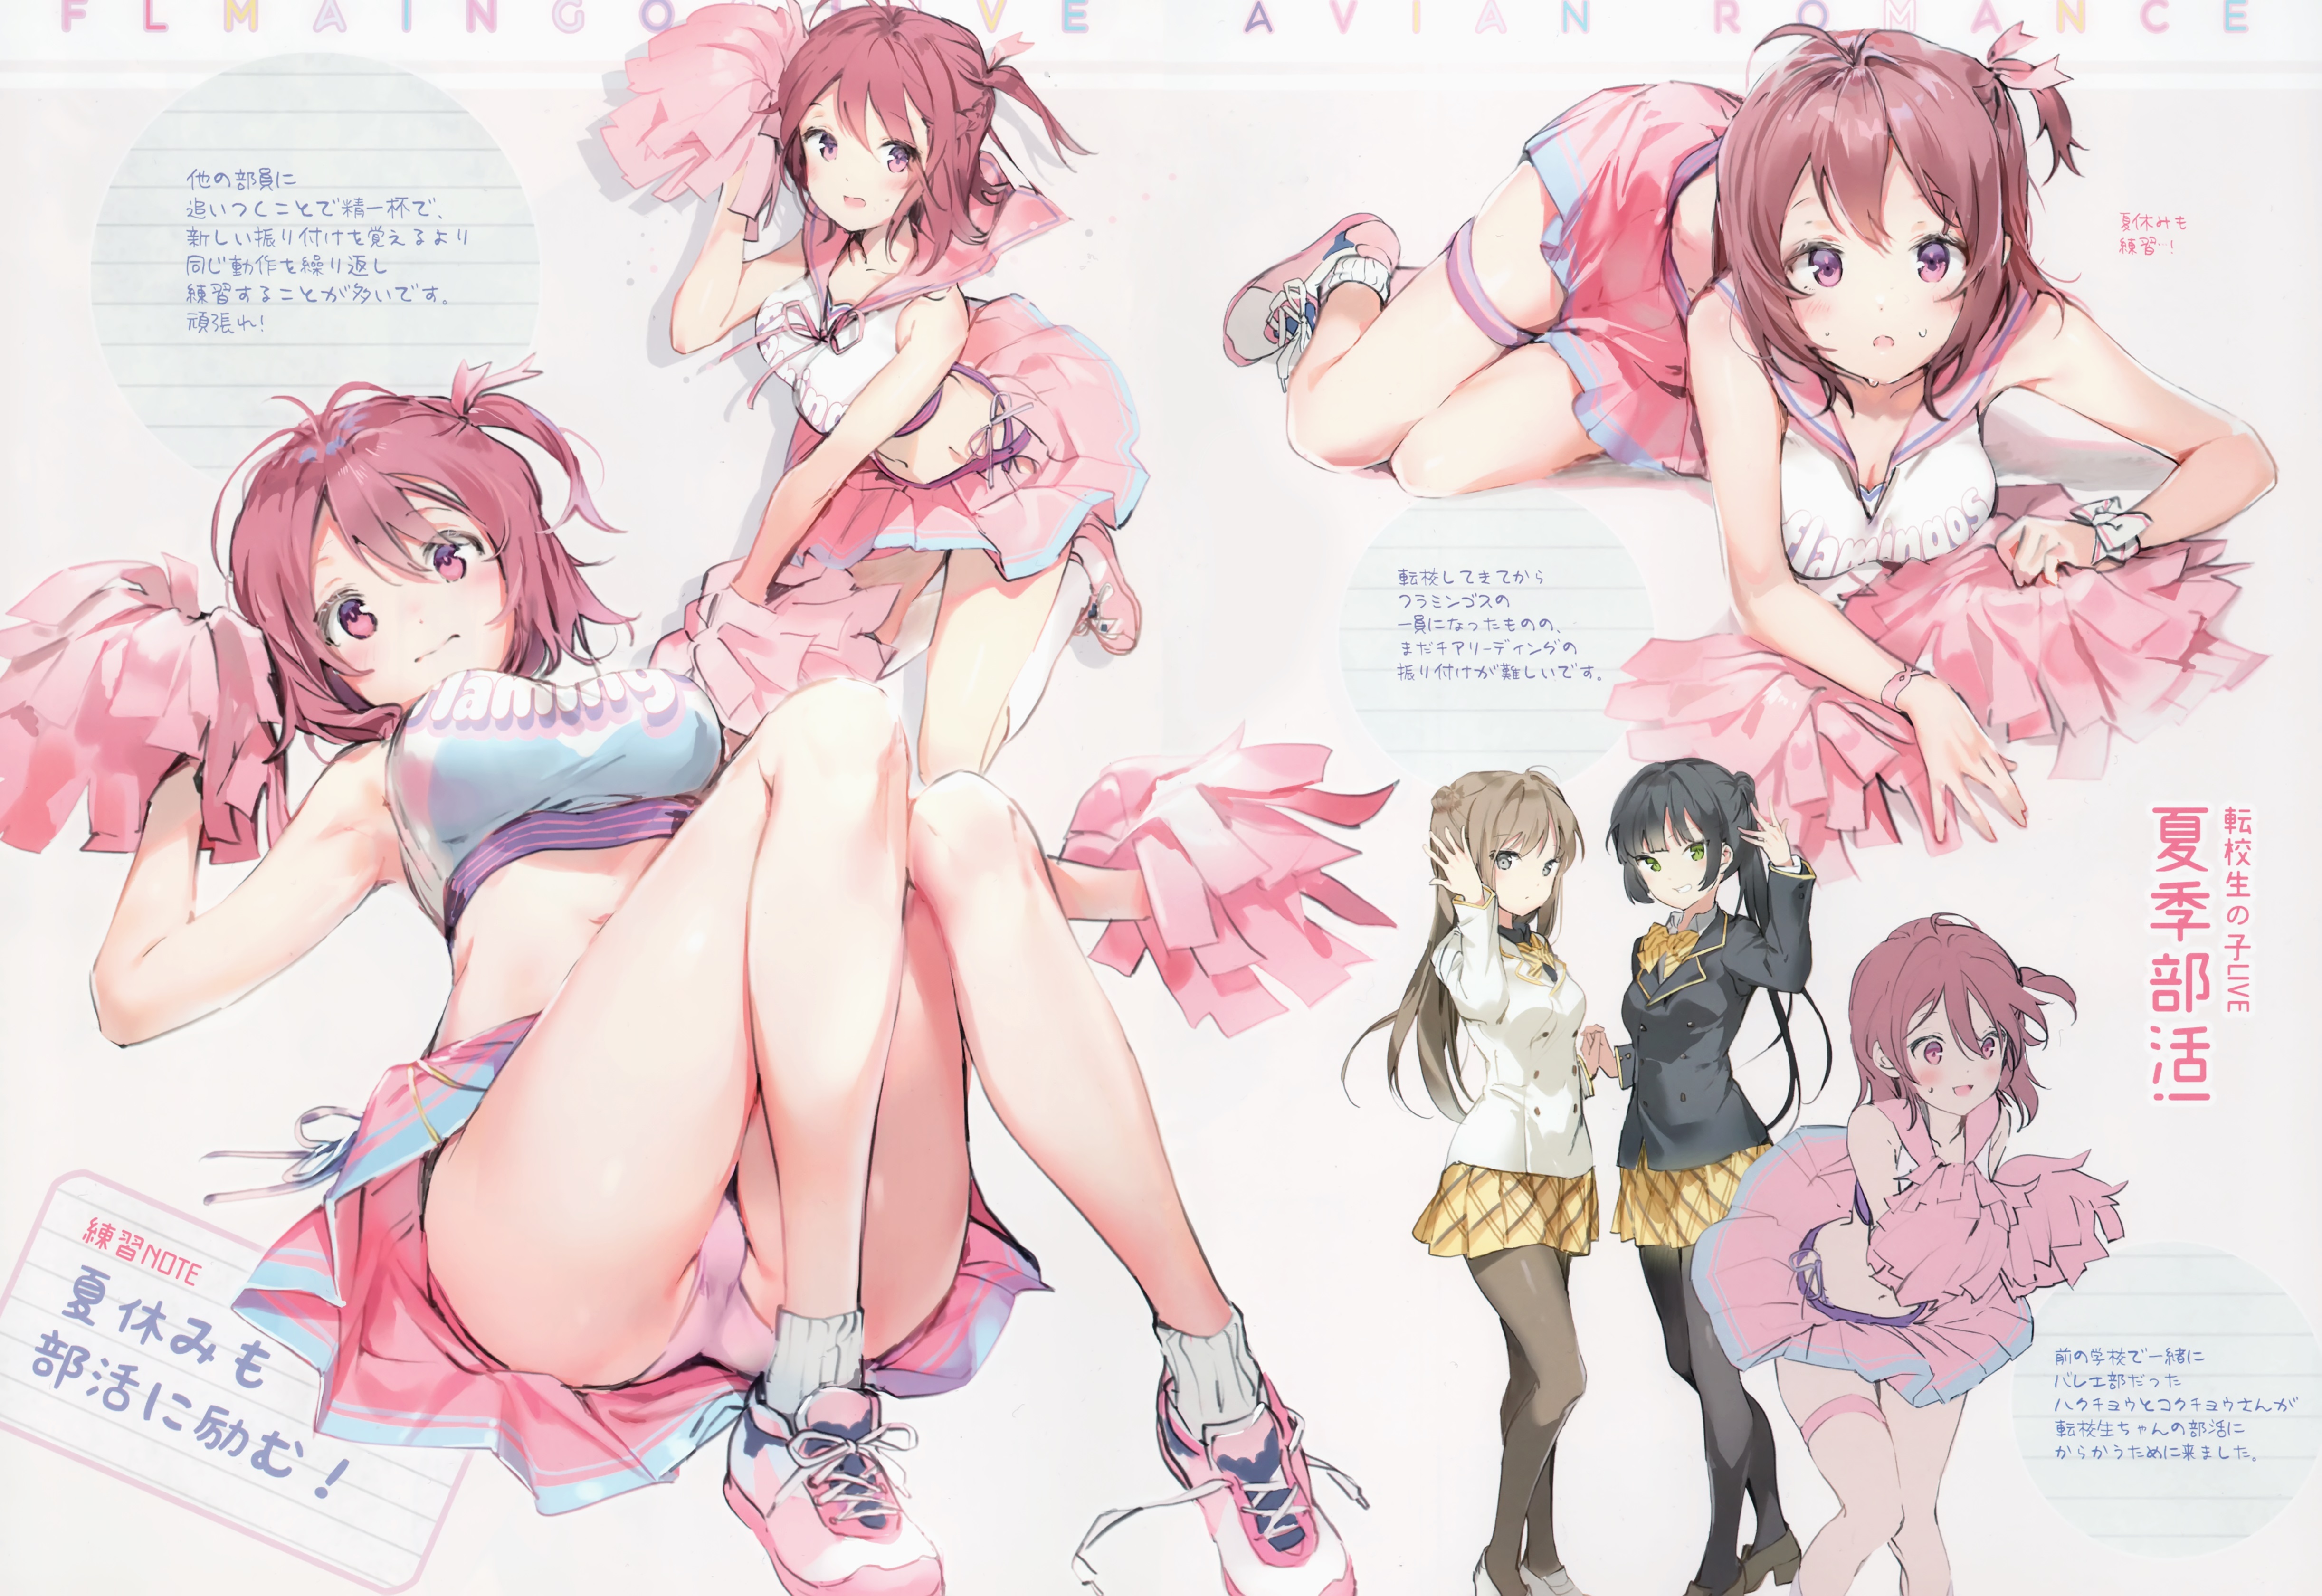 FLMAINGOS LIVE AVIAN ROMANCE
他の部員に
追いつくことで精一杯で、
新しい振り付けを覚えるより
同じ動作を繰り返し
練習することが多いです。
頑張れ!
夏休みも
練習…!
flamingos
flaming
転校してきてから
フラミンゴスの
一員になったものの、
まだチアリーディングの
振り付けが難しいです。
転校生の子LIVE
夏季部活!!
練習NOTE
夏休みも
部活に励む!
前の学校で一緒に
バレエ部だった
ハクチョウとコクチョウさんが
転校生ちゃんの部活に
からかうために来ました。